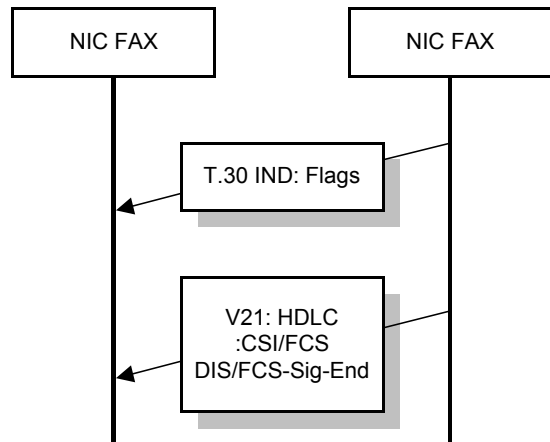 NIC FAX
NIC FAX
T.30 IND: Flags
V21: HDLC
:CSI/FCS
DIS/FCS-Sig-End